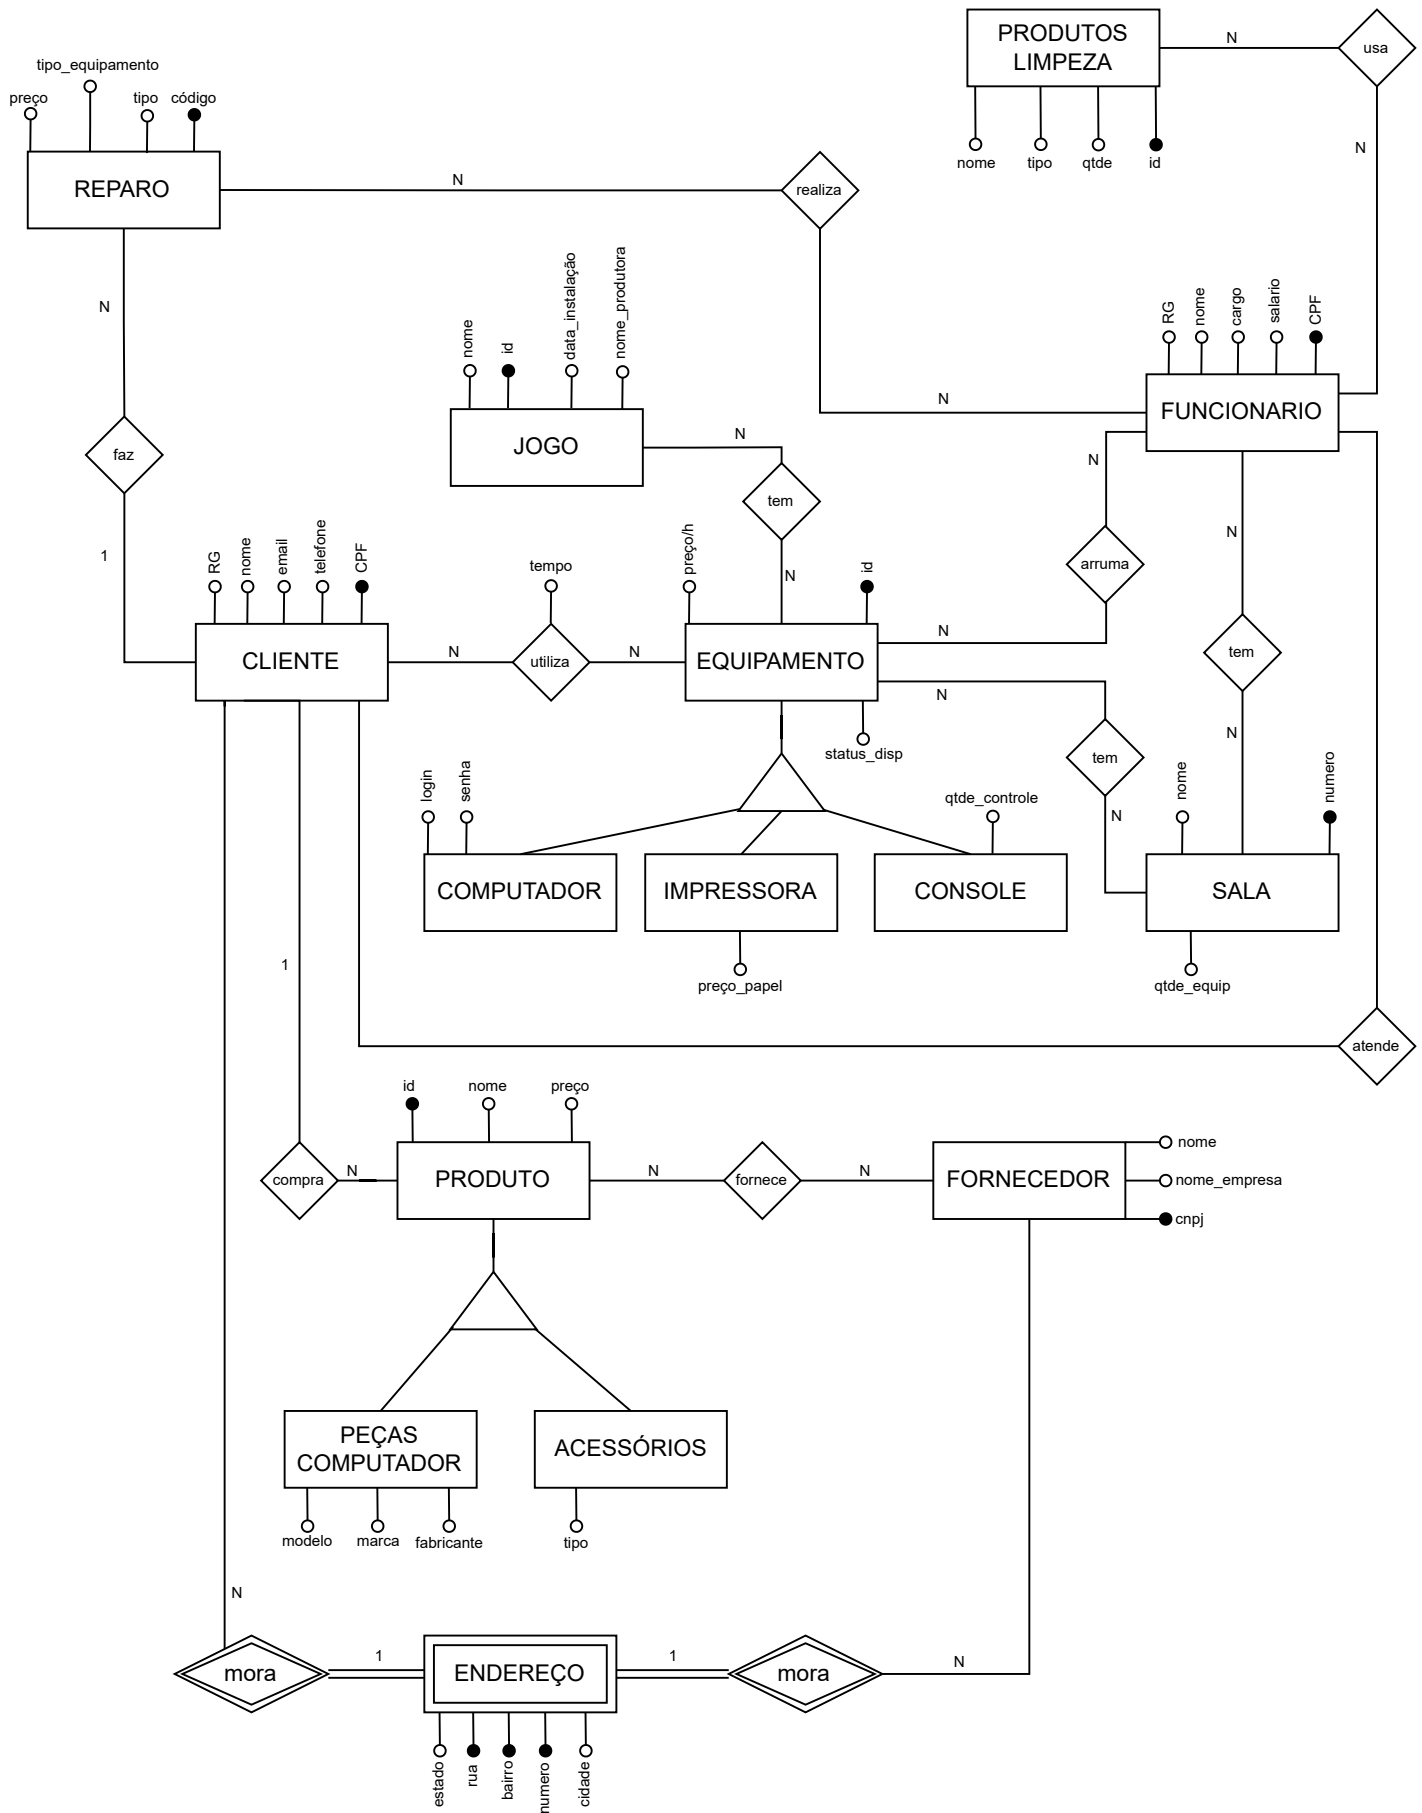 PRODUTOS
LIMPEZA
N
usa
tipo_equipamento
preço
tipo
código
N
nome
tipo
qtde
id
REPARO
N
realiza
N
nome
id
data_instalação
nome_produtora
RG
nome
cargo
salario
CPF
N
FUNCIONARIO
JOGO
N
faz
tem
N
N
1
RG
nome
email
telefone
CPF
tempo
preço/h
N
id
arruma
CLIENTE
N
utiliza
N
EQUIPAMENTO
N
tem
N
status_disp
tem
N
login
senha
qtde_controle
N
nome
numero
COMPUTADOR
IMPRESSORA
CONSOLE
SALA
1
preço_papel
qtde_equip
atende
id
nome
preço
compra
N
PRODUTO
N
fornece
N
FORNECEDOR
nome
nome_empresa
cnpj
PEÇAS
COMPUTADOR
ACESSÓRIOS
modelo
marca
fabricante
tipo
N
mora
1
ENDEREÇO
1
mora
N
estado
rua
bairro
numero
cidade